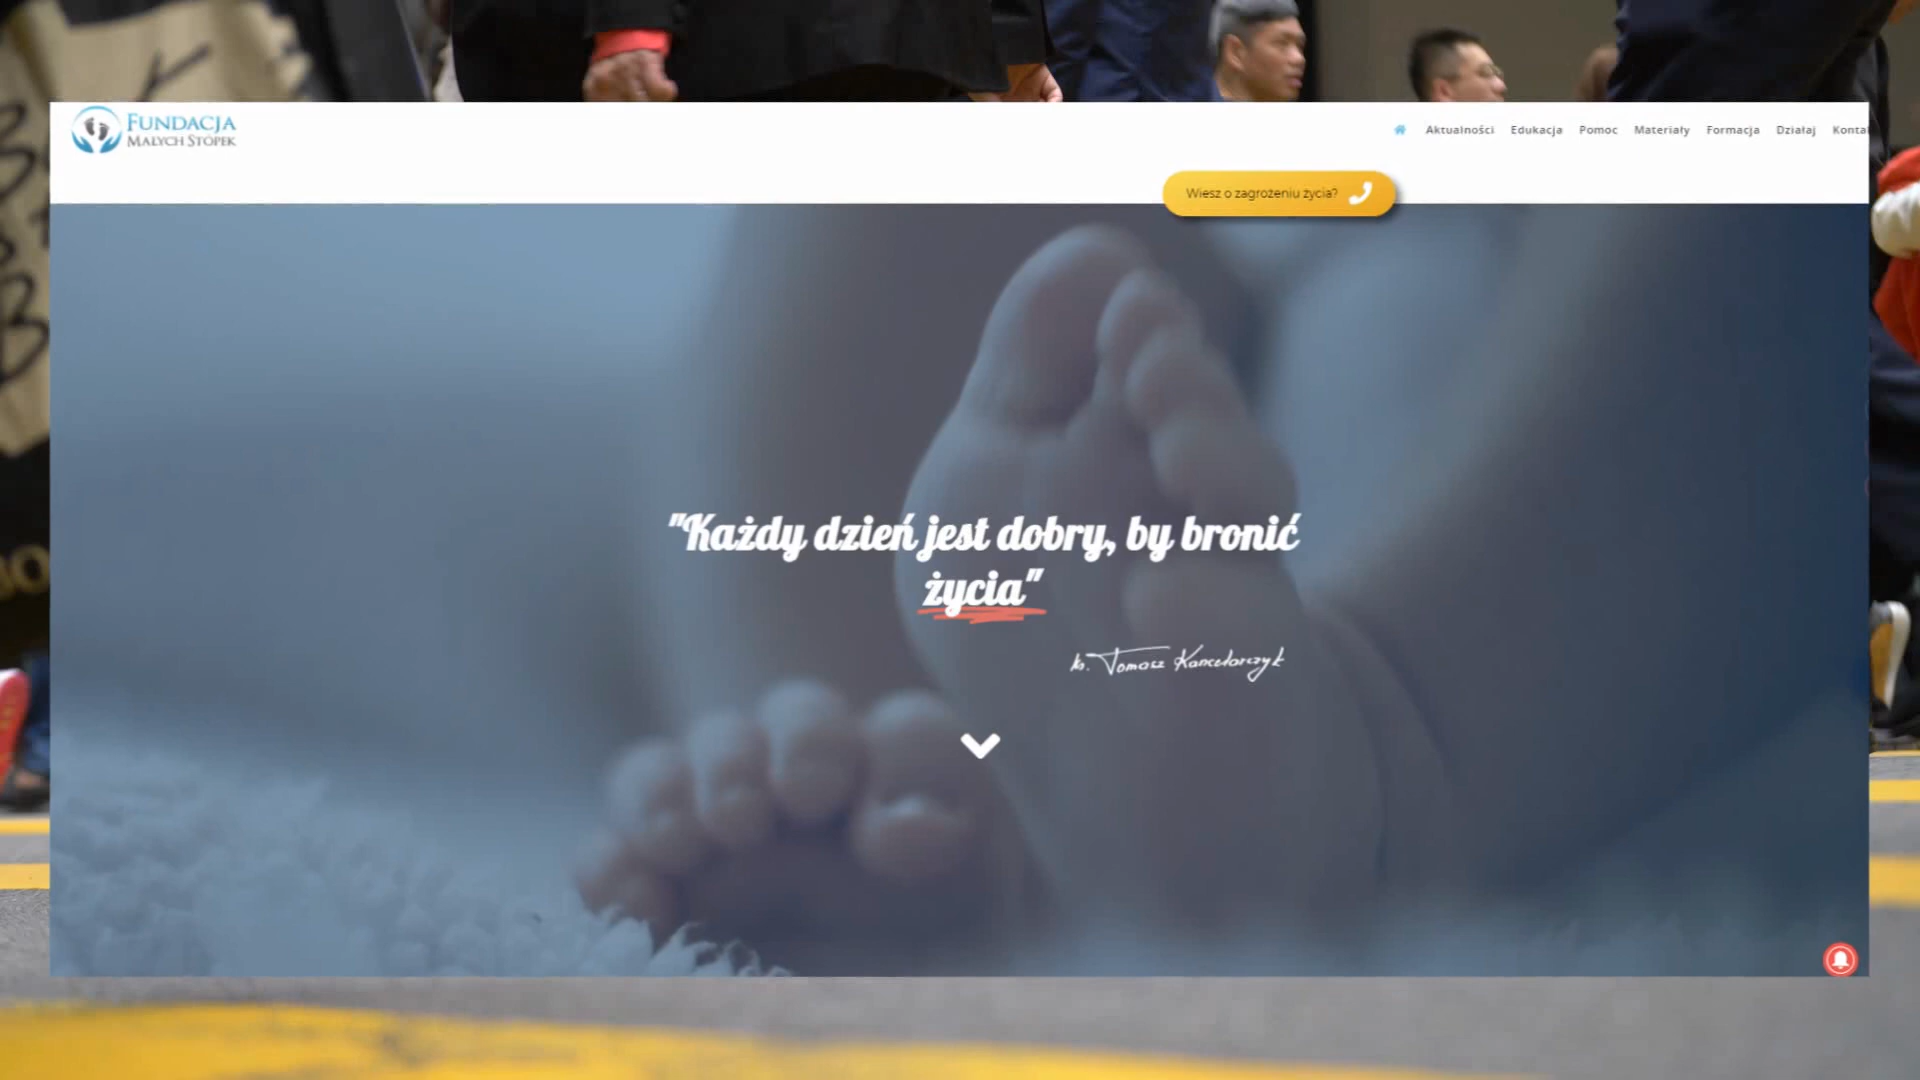 FUNDACJA
MAŁYCH STÓPEK
Aktualności Edukacja Pomoc Materiały Formacja Działaj
Wiesz o zagrożeniu życia?
"Każdy dzień jest dobry, by bronić
życia"
ks. Tomasz Kancelarczyk